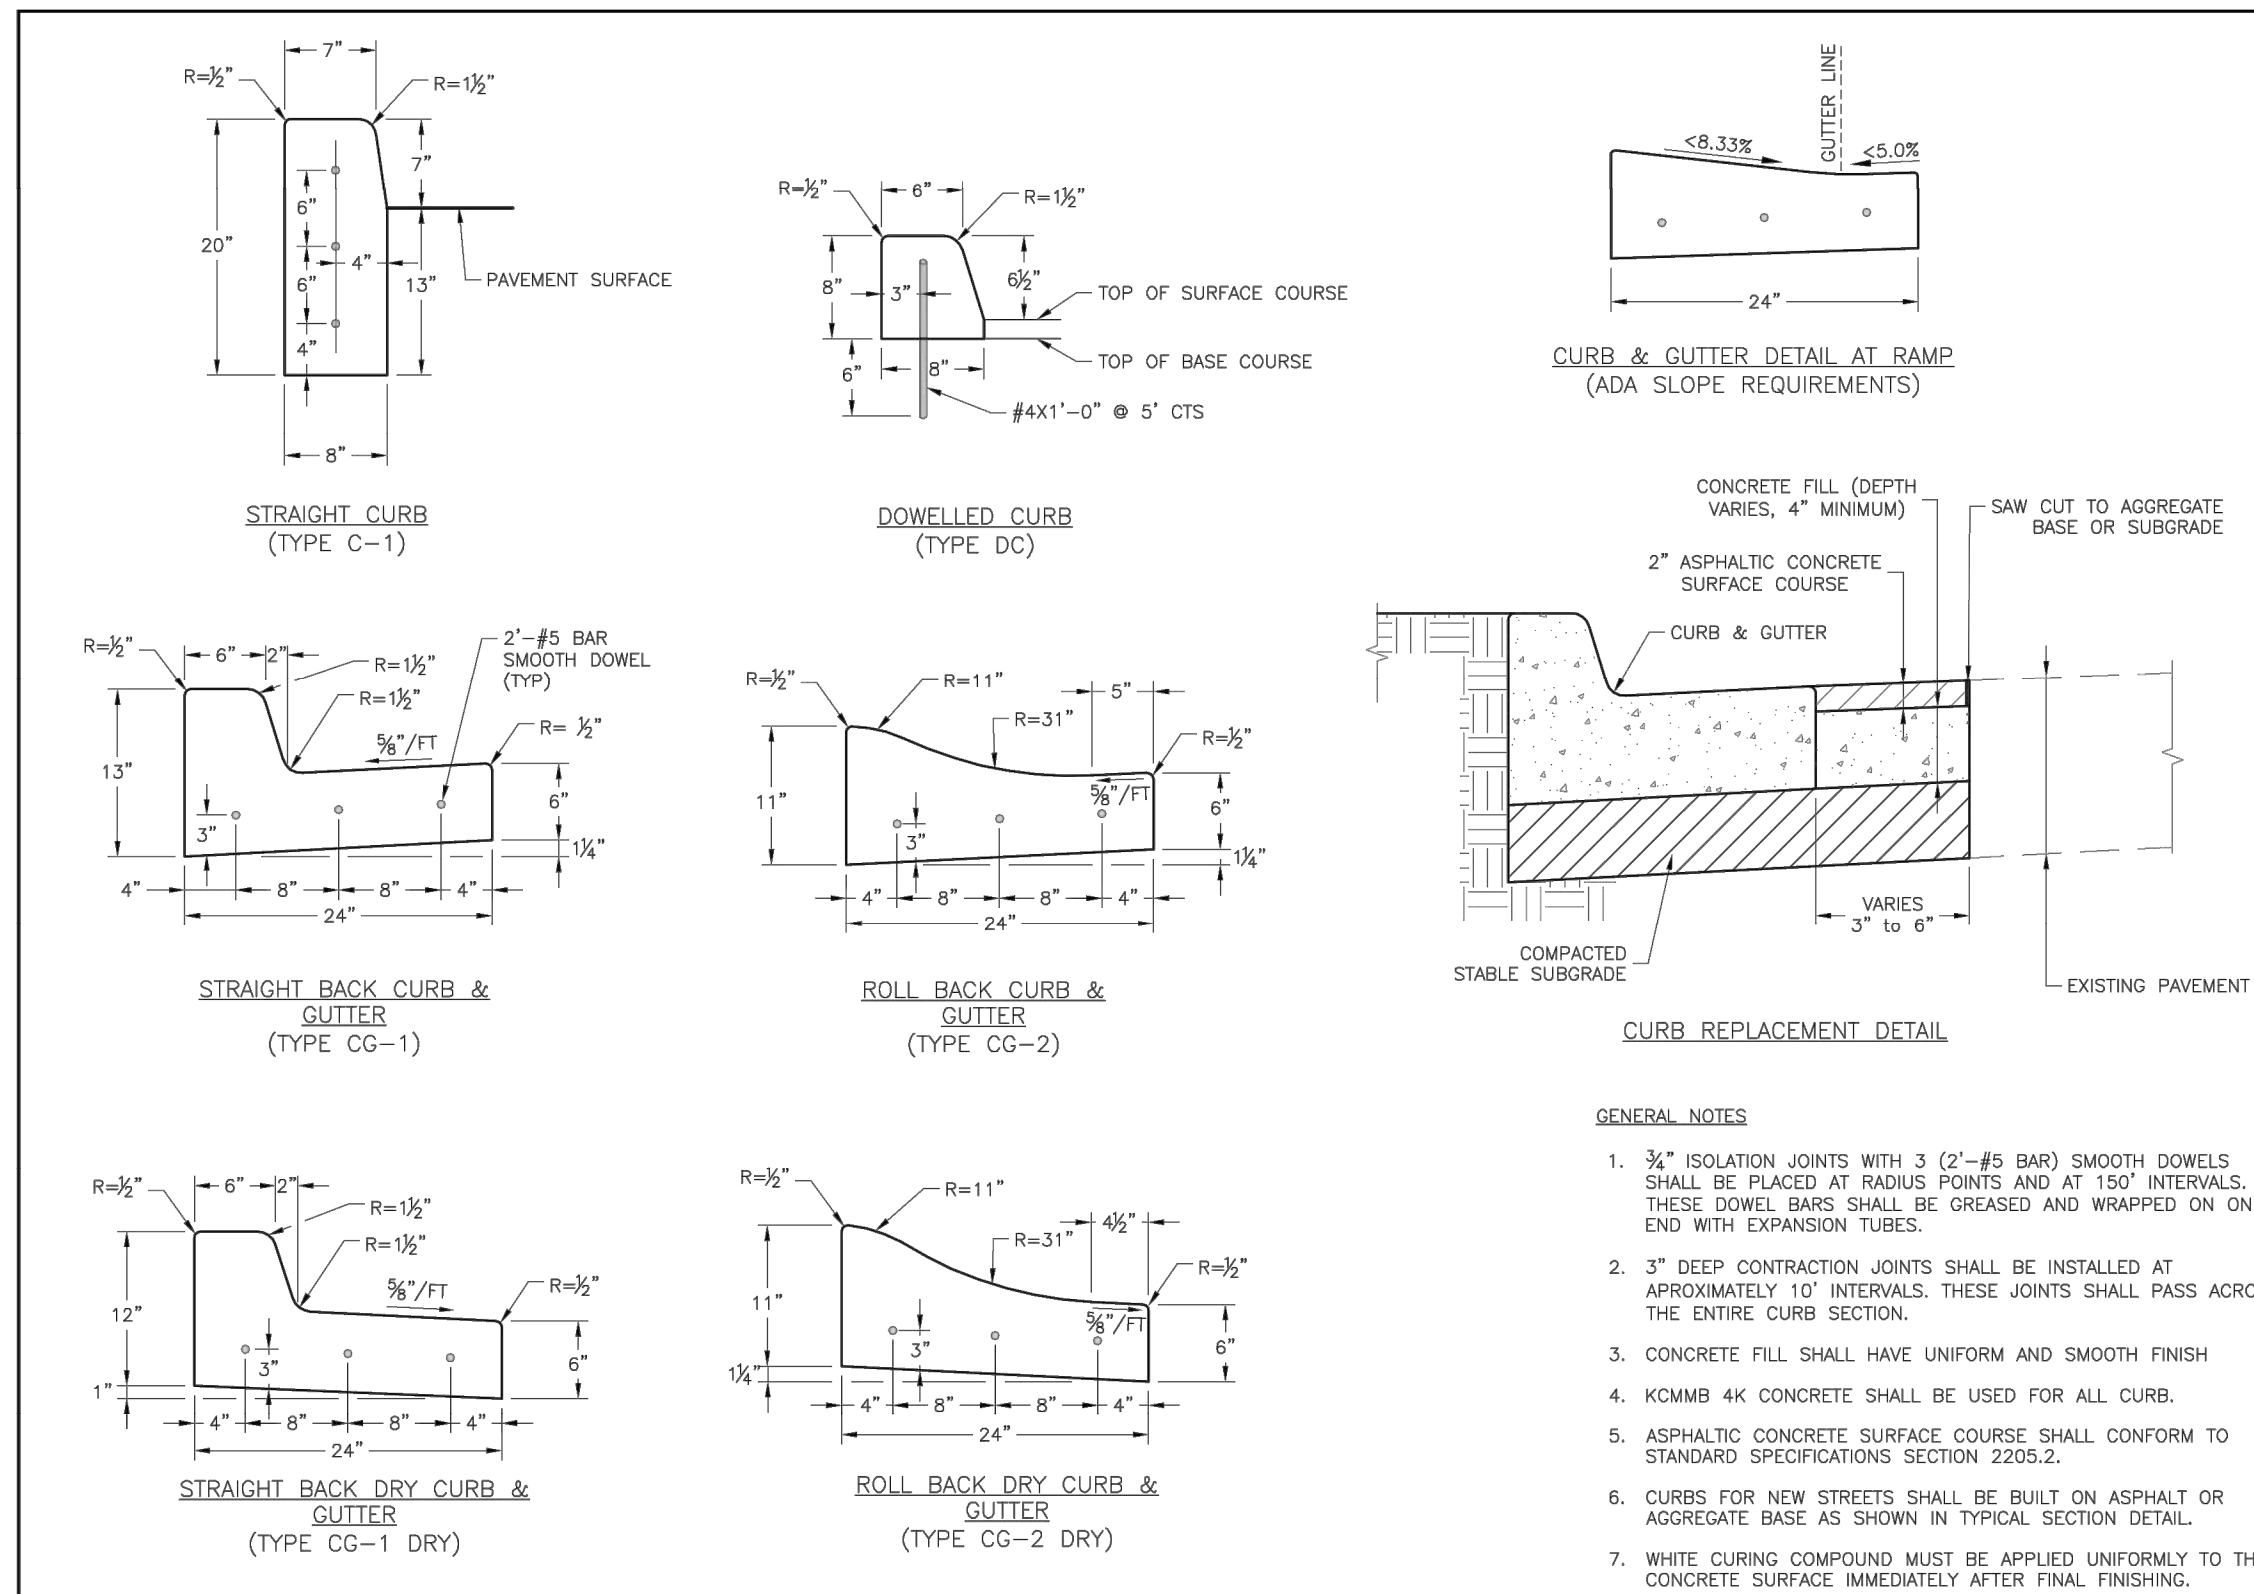 7"
R=½"
R=1½"
7"
20"
6"
4"
6"
13"
4"
PAVEMENT SURFACE
8"
STRAIGHT CURB
(TYPE C-1)
R=½"
6"
R=1½"
8"
3"
6½"
TOP OF SURFACE COURSE
TOP OF BASE COURSE
6"
8"
#4X1'-0" @ 5' CTS
DOWELLED CURB
(TYPE DC)
GUTTER LINE
<8.33%
<5.0%
24"
CURB & GUTTER DETAIL AT RAMP
(ADA SLOPE REQUIREMENTS)
R=½"
6"
2"
R=1½"
R=1½"
2'-#5 BAR
SMOOTH DOWEL
(TYP)
R= ½"
⅝"/FT
13"
3"
6"
1¼"
4"
8"
8"
4"
24"
STRAIGHT BACK CURB &
GUTTER
(TYPE CG-1)
R=½"
R=11"
R=31"
5"
R=½"
⅝"/FT
11"
3"
6"
1¼"
4"
8"
8"
4"
24"
ROLL BACK CURB &
GUTTER
(TYPE CG-2)
CONCRETE FILL (DEPTH
VARIES, 4" MINIMUM)
SAW CUT TO AGGREGATE
BASE OR SUBGRADE
2" ASPHALTIC CONCRETE
SURFACE COURSE
CURB & GUTTER
VARIES
3" to 6"
COMPACTED
STABLE SUBGRADE
EXISTING PAVEMENT
CURB REPLACEMENT DETAIL
R=½"
6"
2"
R=1½"
R=1½"
⅝"/FT
R=½"
12"
3"
6"
1"
4"
8"
8"
4"
24"
STRAIGHT BACK DRY CURB &
GUTTER
(TYPE CG-1 DRY)
R=½"
R=11"
R=31"
4½"
R=½"
⅝"/FT
11"
3"
6"
1¼"
4"
8"
8"
4"
24"
ROLL BACK DRY CURB &
GUTTER
(TYPE CG-2 DRY)
GENERAL NOTES
1. ¾" ISOLATION JOINTS WITH 3 (2'-#5 BAR) SMOOTH DOWELS
SHALL BE PLACED AT RADIUS POINTS AND AT 150' INTERVALS.
THESE DOWEL BARS SHALL BE GREASED AND WRAPPED ON ON
END WITH EXPANSION TUBES.
2. 3" DEEP CONTRACTION JOINTS SHALL BE INSTALLED AT
APROXIMATELY 10' INTERVALS. THESE JOINTS SHALL PASS ACRO
THE ENTIRE CURB SECTION.
3. CONCRETE FILL SHALL HAVE UNIFORM AND SMOOTH FINISH
4. KCMMB 4K CONCRETE SHALL BE USED FOR ALL CURB.
5. ASPHALTIC CONCRETE SURFACE COURSE SHALL CONFORM TO
STANDARD SPECIFICATIONS SECTION 2205.2.
6. CURBS FOR NEW STREETS SHALL BE BUILT ON ASPHALT OR
AGGREGATE BASE AS SHOWN IN TYPICAL SECTION DETAIL.
7. WHITE CURING COMPOUND MUST BE APPLIED UNIFORMLY TO TH
CONCRETE SURFACE IMMEDIATELY AFTER FINAL FINISHING.